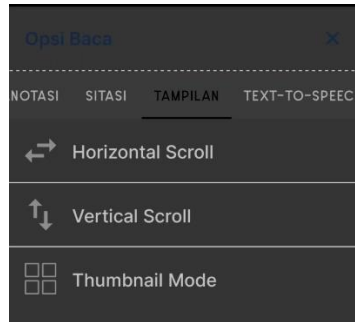 Opsi Baca
NOTASI SITASI TAMPILAN TEXT-TO-SPEEC
Horizontal Scroll
Vertical Scroll
Thumbnail Mode